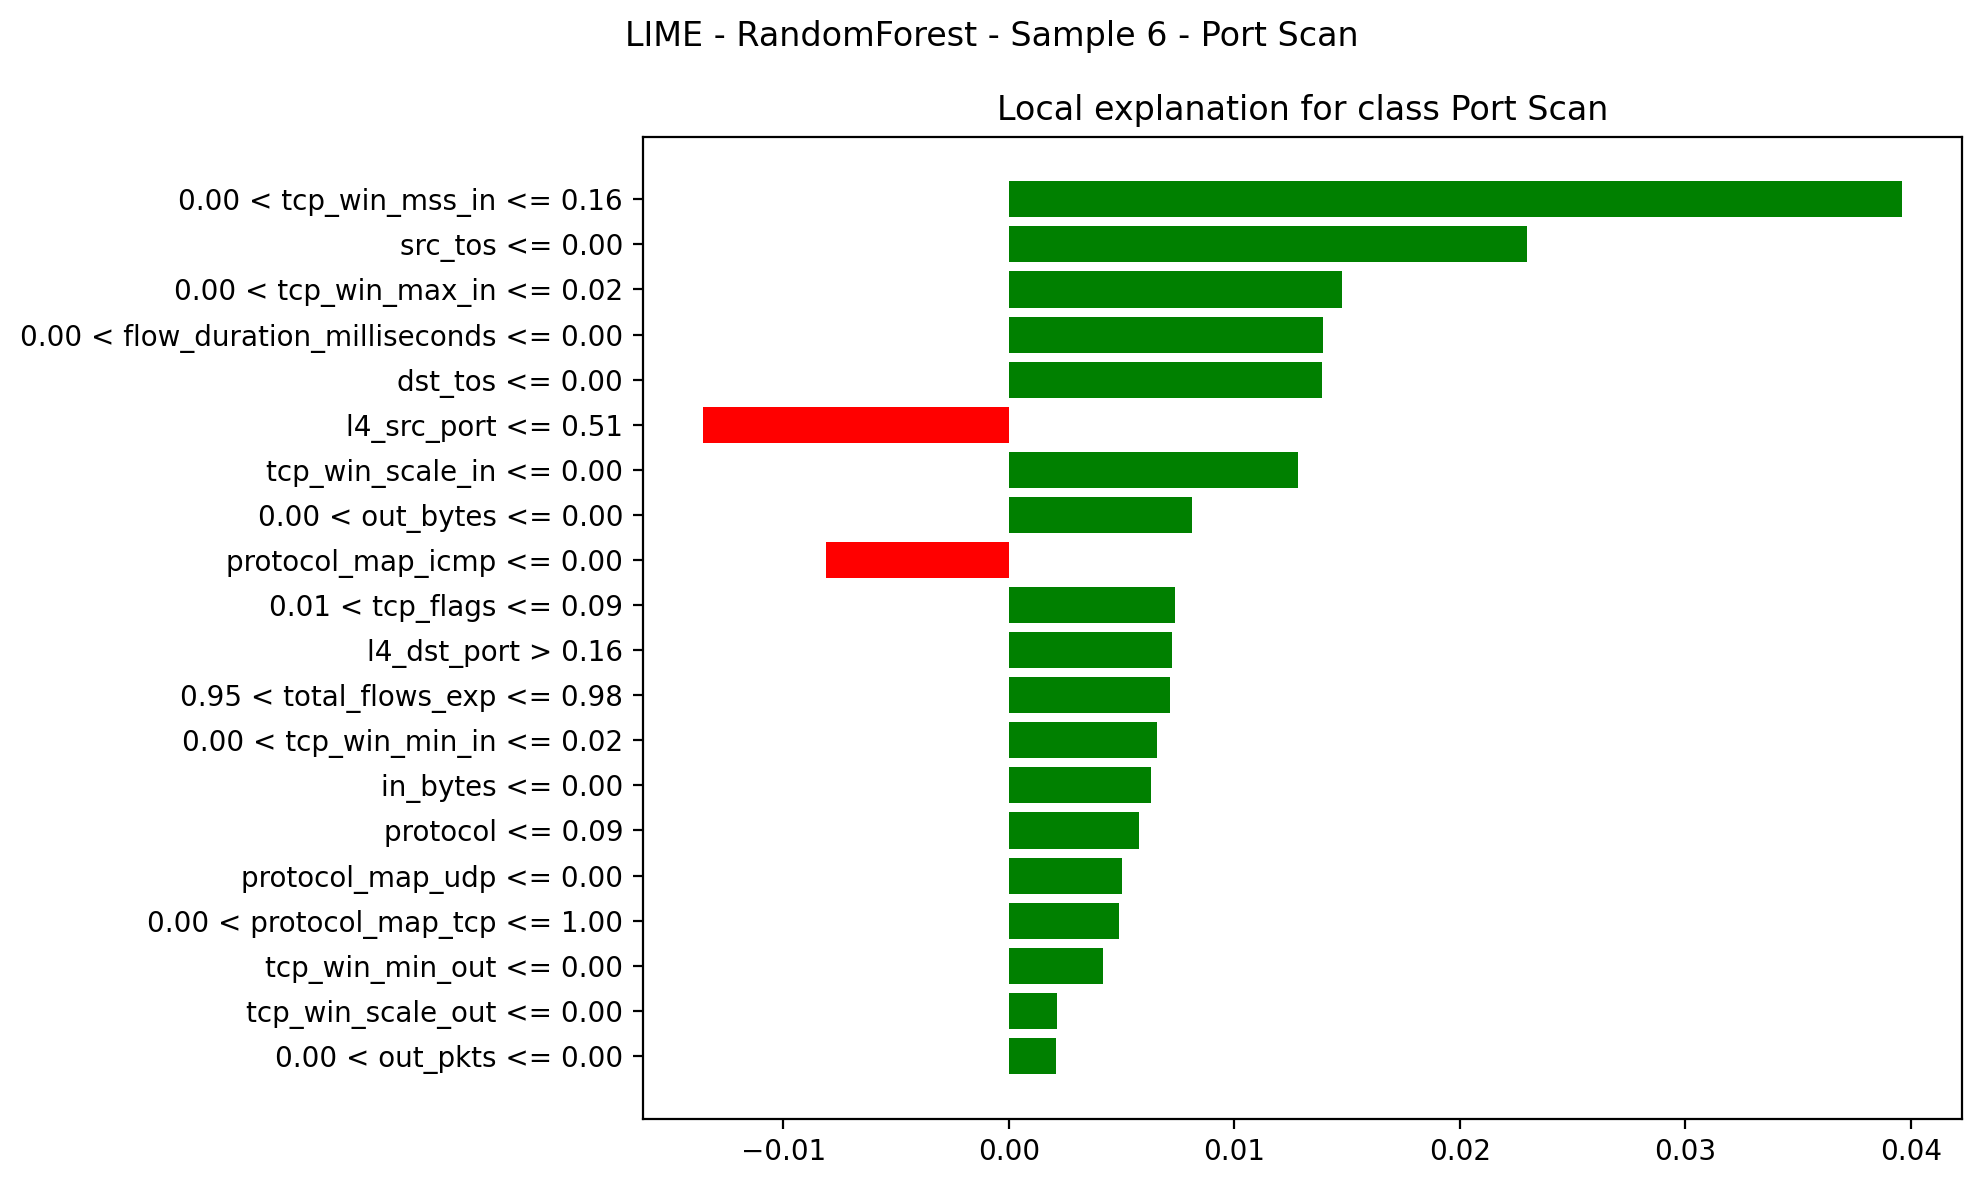 LIME - RandomForest - Sample 6 - Port Scan
Local explanation for class Port Scan
0.00 < tcp_win_mss_in <= 0.16
src_tos <= 0.00
0.00 < tcp_win_max_in <= 0.02
0.00 < flow_duration_milliseconds <= 0.00
dst_tos <= 0.00
l4_src_port <= 0.51
tcp_win_scale_in <= 0.00
0.00 < out_bytes <= 0.00
protocol_map_icmp <= 0.00
0.01 < tcp_flags <= 0.09
l4_dst_port > 0.16
0.95 < total_flows_exp <= 0.98
0.00 < tcp_win_min_in <= 0.02
in_bytes <= 0.00
protocol <= 0.09
protocol_map_udp <= 0.00
0.00 < protocol_map_tcp <= 1.00
tcp_win_min_out <= 0.00
tcp_win_scale_out <= 0.00
0.00 < out_pkts <= 0.00
−0.01 0.00 0.01 0.02 0.03 0.04